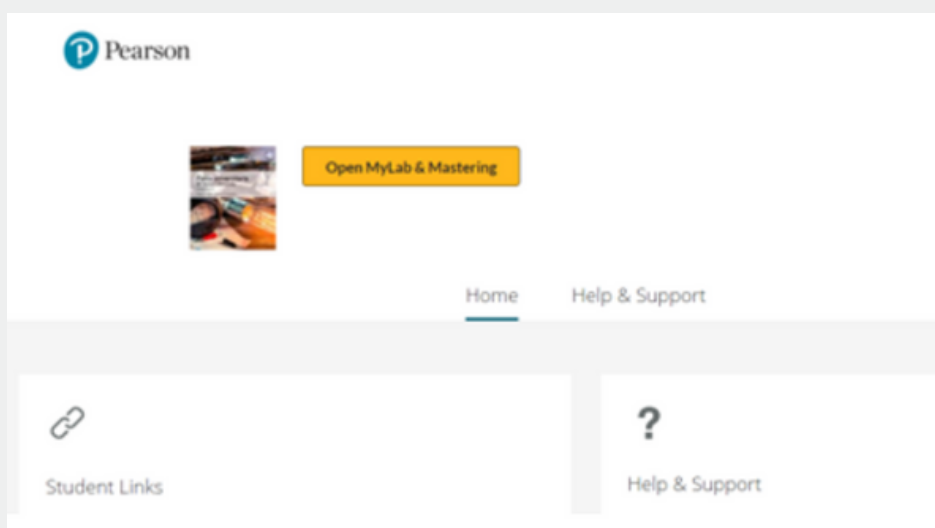 Pearson
Open MyLab & Mastering
Home Help & Support
Student Links
Help & Support